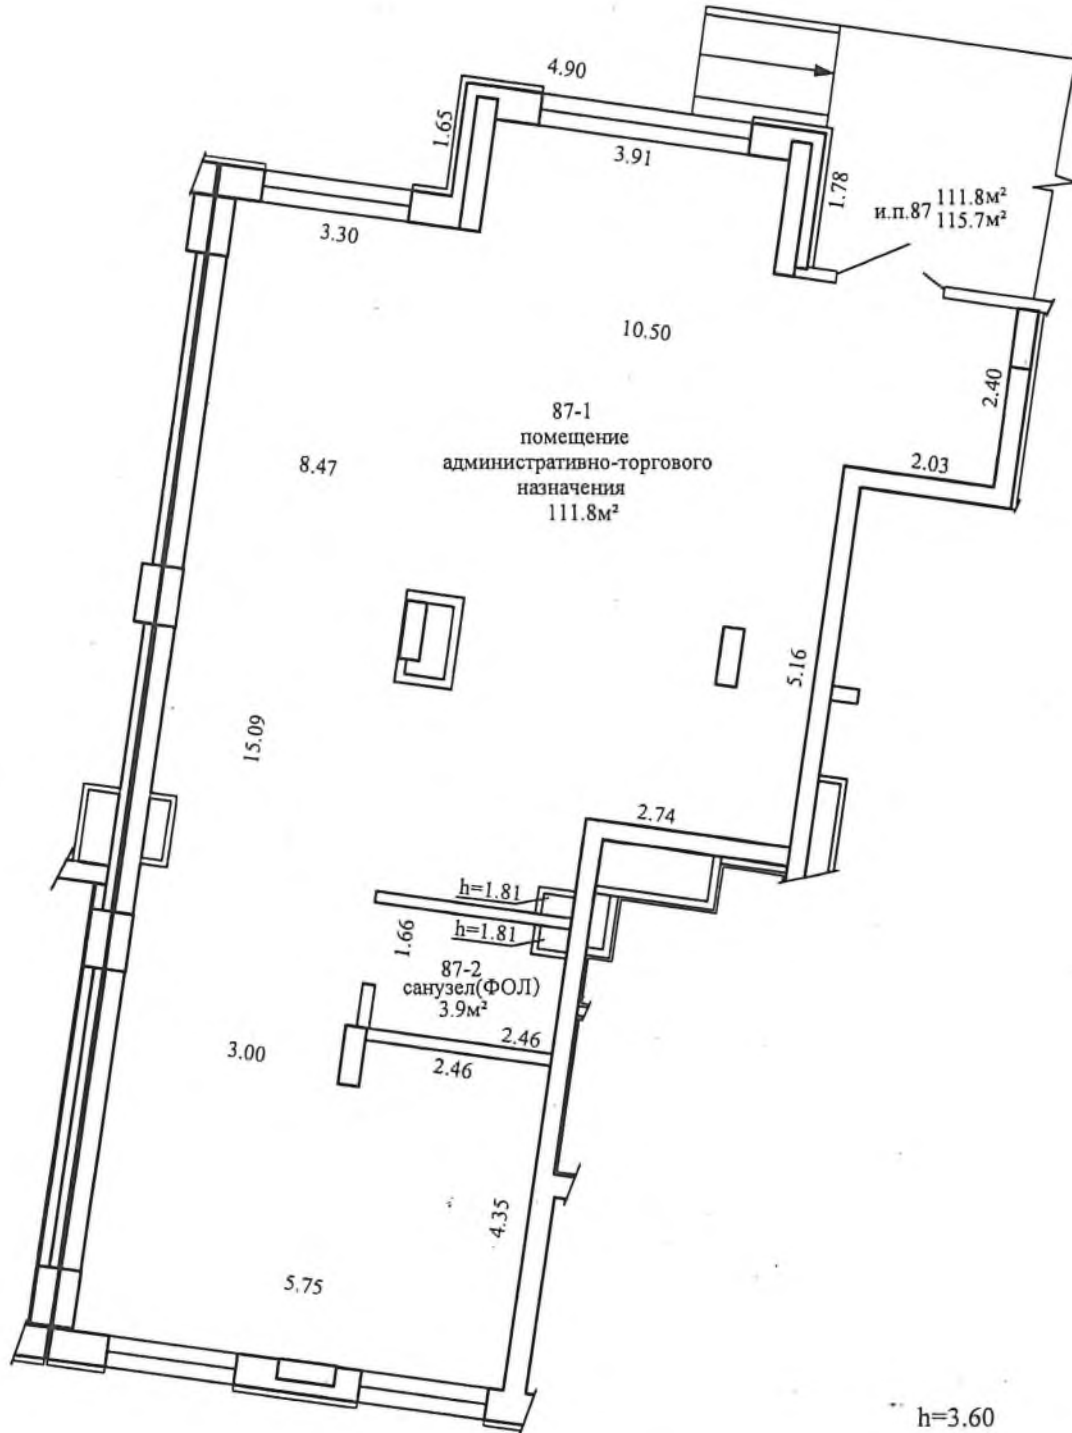 4.90
1.65
3.91
1.78
и.п.87 111.8м²
115.7м²
3.30
10.50
2.40
87-1
помещение
административно-торгового
назначения
111.8м²
8.47
2.03
5.16
15.09
2.74
h=1.81
h=1.81
1.66
87-2
санузел(ФОЛ)
3.9м²
2.46
2.46
3.00
4.35
5.75
h=3.60